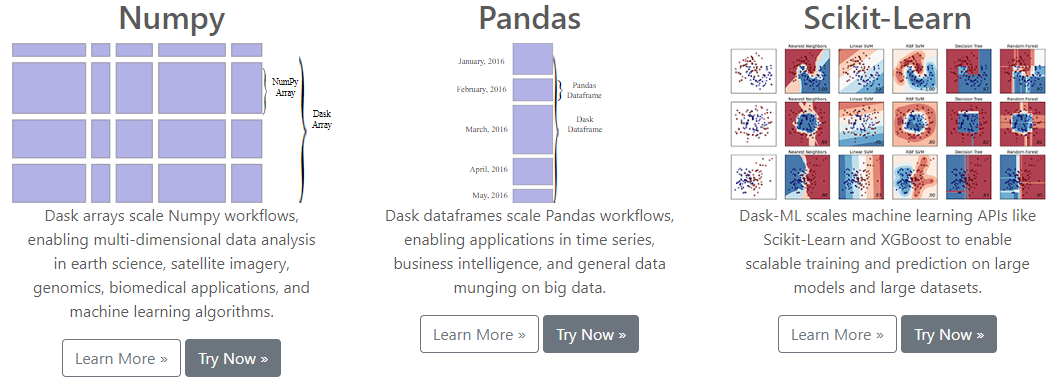 Numpy
NumPy
Array
Dask
Array
Dask arrays scale Numpy workflows,
enabling multi-dimensional data analysis
in earth science, satellite imagery,
genomics, biomedical applications, and
machine learning algorithms.
Learn More »
Try Now »
Pandas
January, 2016
February, 2016
March, 2016
April, 2016
May, 2016
Pandas
Dataframe
Dask
Dataframe
Dask dataframes scale Pandas workflows,
enabling applications in time series,
business intelligence, and general data
munging on big data.
Learn More »
Try Now »
Scikit-Learn
Nearest Neighbors
Linear SVM
RBF SVM
Decision Tree
Random Forest
Nearest Neighbors
Linear SVM
RBF SVM
Decision Tree
Random Forest
Nearest Neighbors
Linear SVM
RBF SVM
Decision Tree
Random Forest
Dask-ML scales machine learning APIs like
Scikit-Learn and XGBoost to enable
scalable training and prediction on large
models and large datasets.
Learn More »
Try Now »